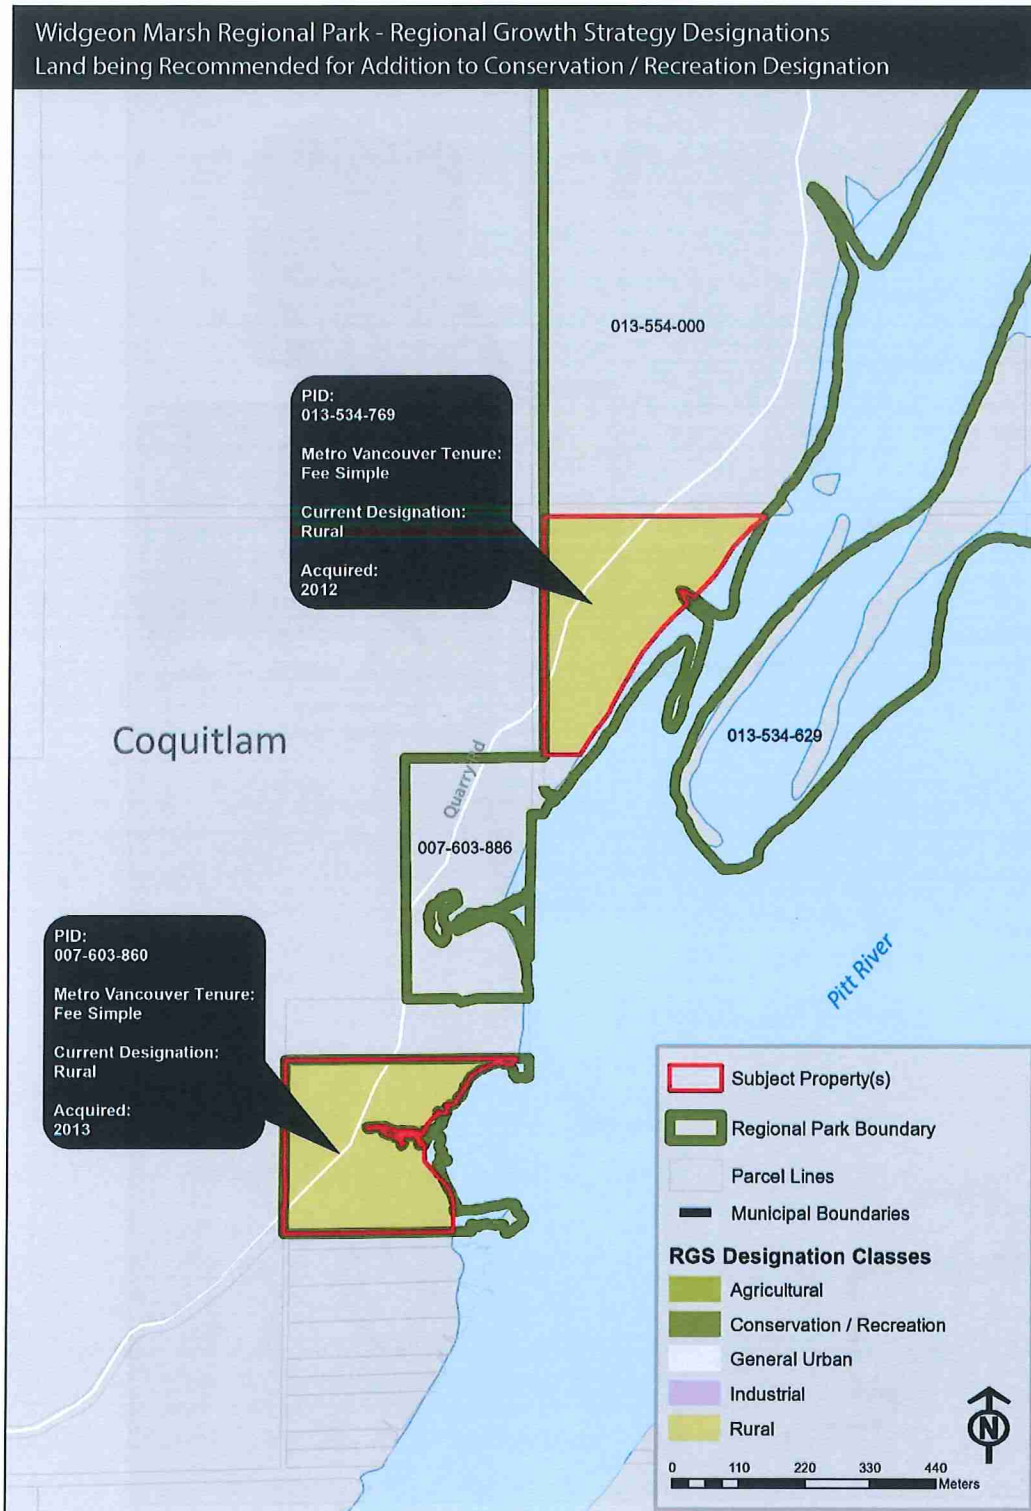 Widgeon Marsh Regional Park - Regional Growth Strategy Designations
Land being Recommended for Addition to Conservation / Recreation Designation
013-554-000
PID:
013-534-769
Metro Vancouver Tenure:
Fee Simple
Current Designation:
Rural
Acquired:
2012
Coquitlam
013-534-629
Quarry Rd
007-603-886
PID:
007-603-860
Metro Vancouver Tenure:
Fee Simple
Current Designation:
Rural
Acquired:
2013
Pitt River
Subject Property(s)
Regional Park Boundary
Parcel Lines
Municipal Boundaries
RGS Designation Classes
Agricultural
Conservation / Recreation
General Urban
Industrial
Rural
N
0 110 220 330 440
Meters